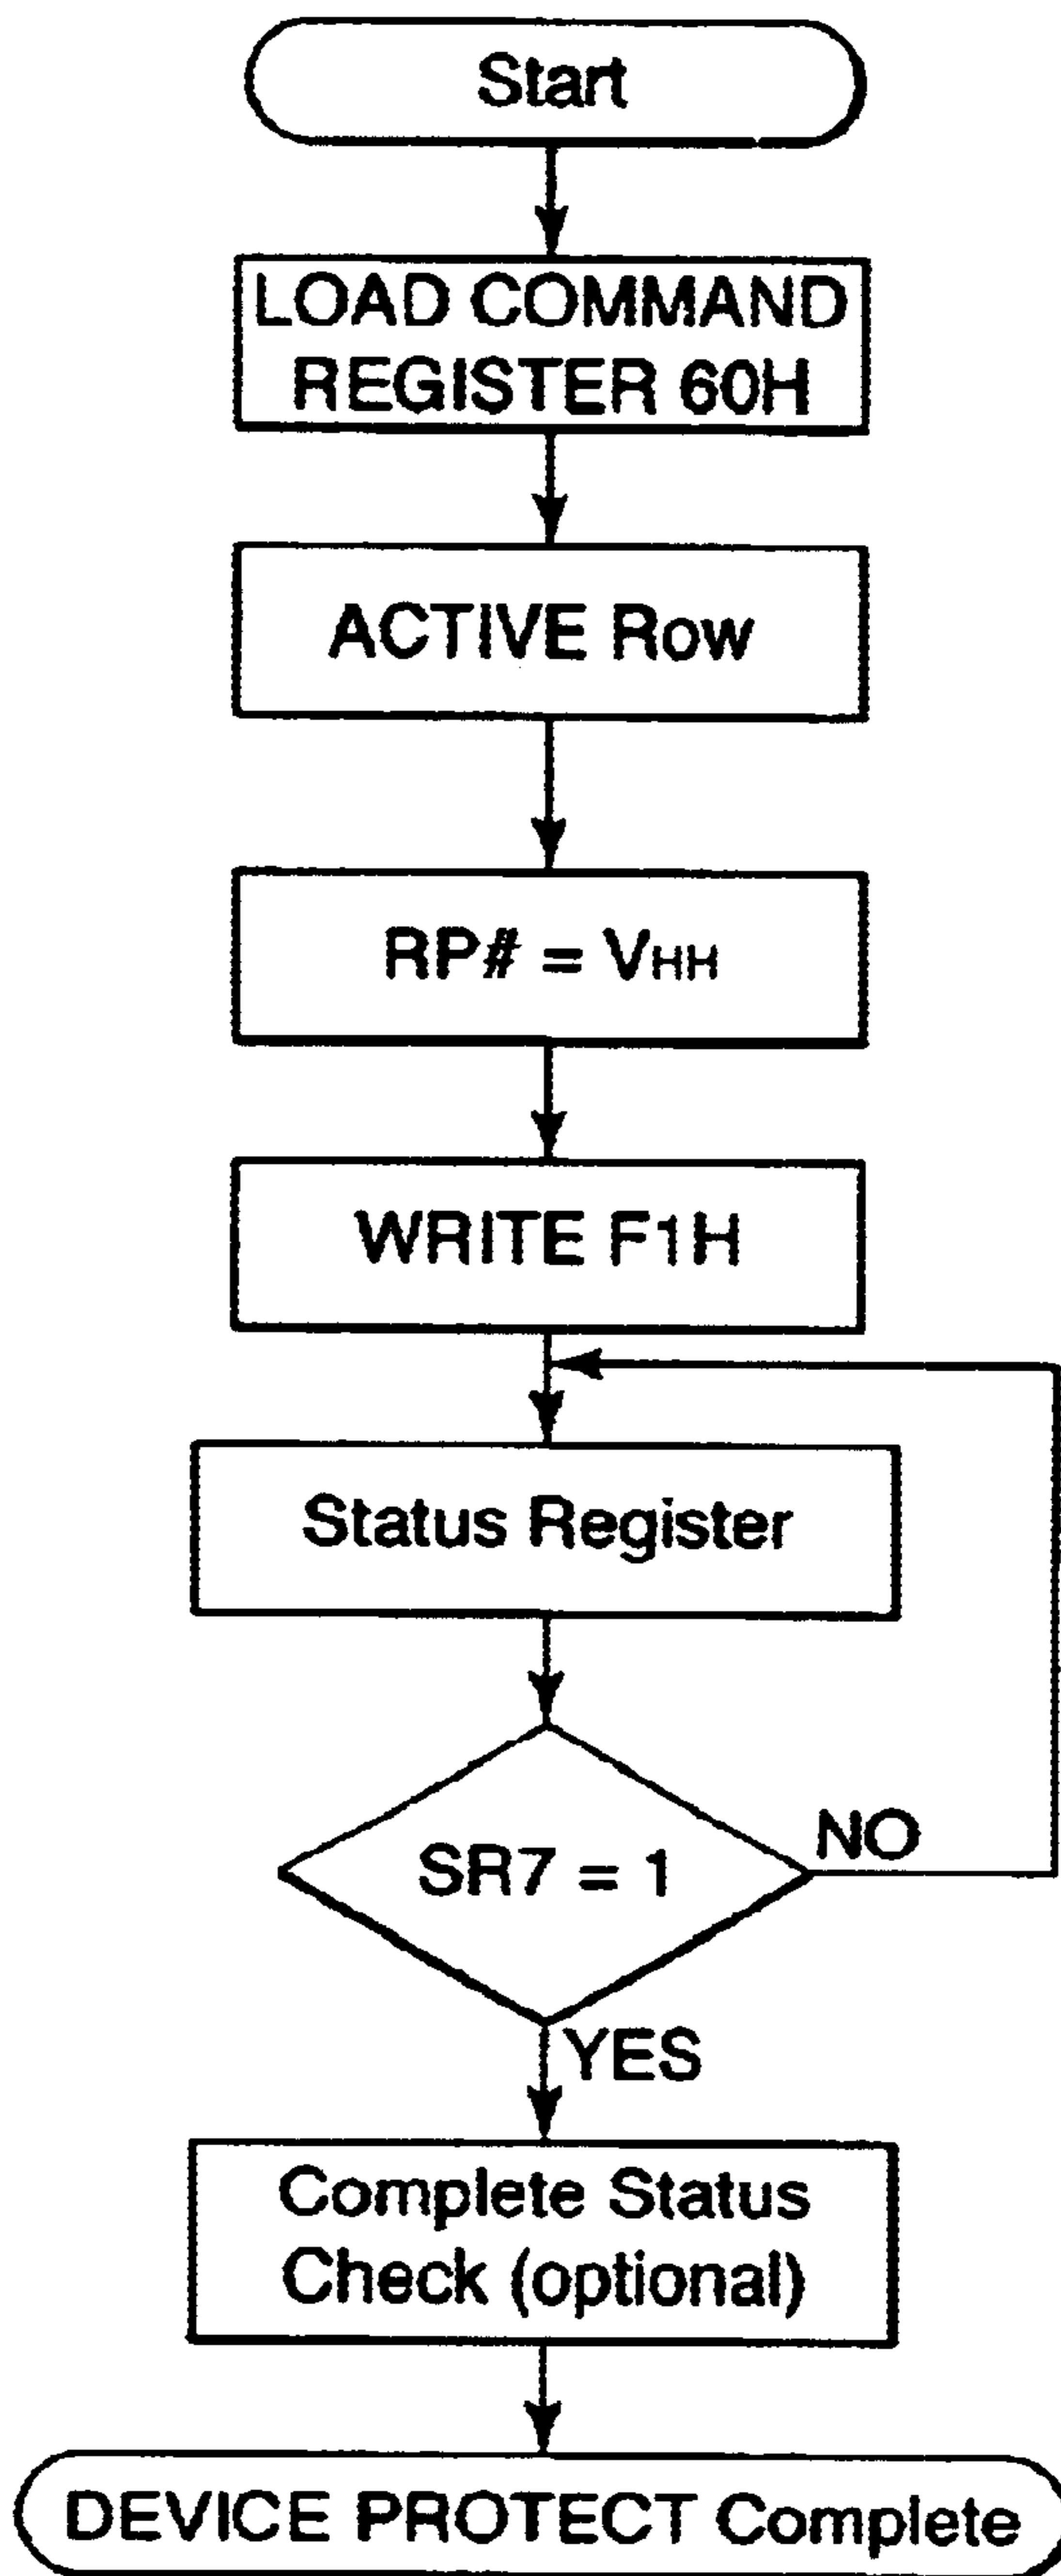 Start
LOAD COMMAND
REGISTER 60H
ACTIVE Row
RP# = VHH
WRITE F1H
Status Register
SR7 = 1
NO
YES
Complete Status
Check (optional)
DEVICE PROTECT Complete